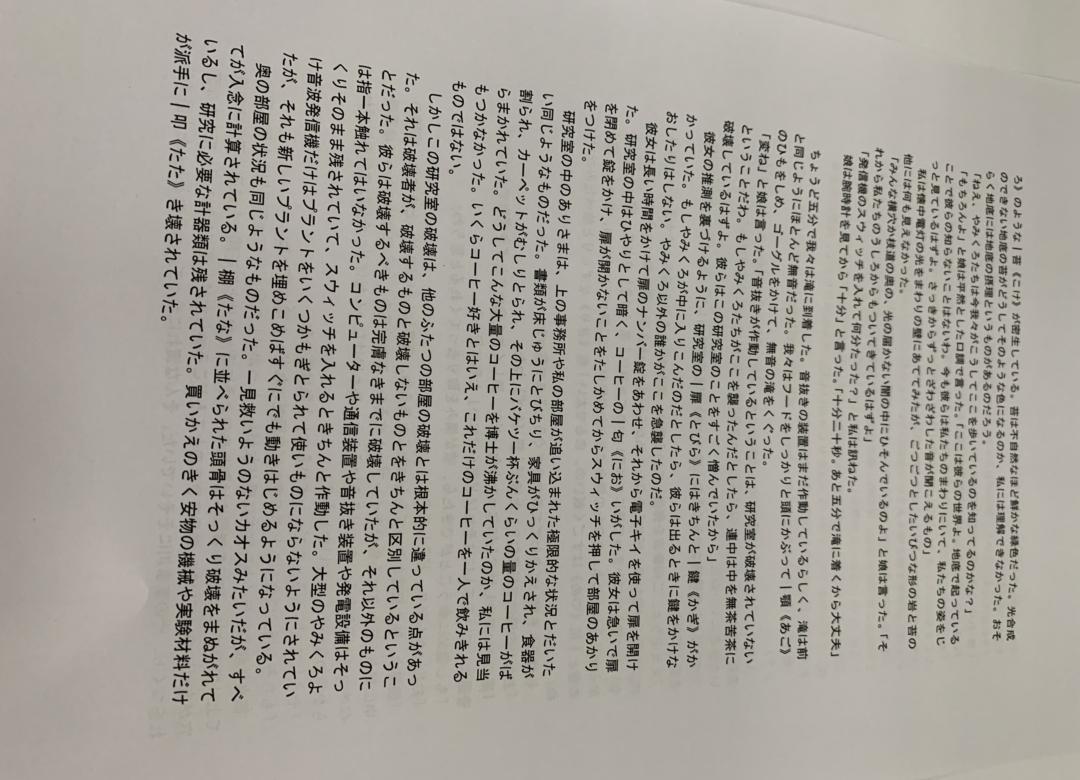 ろ》のような｜苔《こけ》が密生している。苔は不自然なほど鮮かな緑色だった。光合成
のできない地底の苔がどうしてそのような色になるのか、私には理解できなかった。おそ
らく地底には地底の摂理というものがあるのだろう。
「ねえ、やみくろたちは今我々がこうしてここを歩いているのを知ってるのかな？」
「もちろんよ」と娘は平然とした口調で言った。「ここは彼らの世界よ。地底で起っている
ことで彼らの知らないことはないわ。今も彼らは私たちのまわりにいて、私たちの姿をじ
っと見ているはずよ。さっきからずっとざわざわした音が聞こえるもの」
私は懐中電灯の光をまわりの壁にあててみたが、ごつごつとしたいびつな形の岩と苔の
他には何も見えなかった。
「みんな横穴か枝道の奥の、光の届かない闇の中にひそんでいるのよ」と娘は言った。「そ
れから私たちのうしろからもついてきているはずよ」
「発信機のスウィッチを入れて何分たった？」と私は訊ねた。
娘は腕時計を見てから「十分」と言った。「十分二十秒。あと五分で滝に着くから大丈夫」
ちょうど五分で我々は滝に到着した。音抜きの装置はまだ作動しているらしく、滝は前
と同じようにほとんど無音だった。我々はフードをしっかりと頭にかぶって｜顎《あご》
のひもをしめ、ゴーグルをかけて、無音の滝をくぐった。
「変ね」と娘は言った。「音抜きが作動しているということは、研究室が破壊されていない
ということだわ。もしやみくろたちがここを襲ったんだとしたら、連中は中を無茶苦茶に
破壊しているはずよ。彼らはこの研究室のことをすごく憎んでいたから」
彼女の推測を裏づけるように、研究室の｜扉《とびら》にはきちんと｜鍵《かぎ》がか
かっていた。もしやみくろが中に入りこんだのだとしたら、彼らは出るときに鍵をかけな
おしたりはしない。やみくろ以外の誰かがここを急襲したのだ。
彼女は長い時間をかけて扉のナンバー錠をあわせ、それから電子キイを使って扉を開け
た。研究室の中はひやりとして暗く、コーヒーの｜匂《にお》いがした。彼女は急いで扉
を閉めて錠をかけ、扉が開かないことをたしかめてからスウィッチを押して部屋のあかり
をつけた。
研究室の中のありさまは、上の事務所や私の部屋が追い込まれた極限的な状況とだいた
い同じようなものだった。書類が床じゅうにとびちり、家具がひっくりかえされ、食器が
割られ、カーペットがむしりとられ、その上にバケツ一杯ぶんくらいの量のコーヒーがば
らまかれていた。どうしてこんな大量のコーヒーを博士が沸かしていたのか、私には見当
もつかなかった。いくらコーヒー好きとはいえ、これだけのコーヒーを一人で飲みきれる
ものではない。
しかしこの研究室の破壊は、他のふたつの部屋の破壊とは根本的に違っている点があっ
た。それは破壊者が、破壊するものと破壊しないものとをきちんと区別しているというこ
とだった。彼らは破壊するべきものは完膚なきまでに破壊していたが、それ以外のものに
は指一本触れてはいなかった。コンピューターや通信装置や音抜き装置や発電設備はそっ
くりそのまま残されていて、スウィッチを入れるときちんと作動した。大型のやみくろよ
け音波発信機だけはプラントをいくつかもぎとられて使いものにならないようにされてい
たが、それも新しいプラントを埋めこめばすぐにでも動きはじめるようになっている。
奥の部屋の状況も同じようなものだった。一見救いようのないカオスみたいだが、すべ
てが入念に計算されている。｜棚《たな》に並べられた頭骨はそっくり破壊をまぬがれて
いるし、研究に必要な計器類は残されていた。買いかえのきく安物の機械や実験材料だけ
が派手に｜叩《たた》き壊されていた。